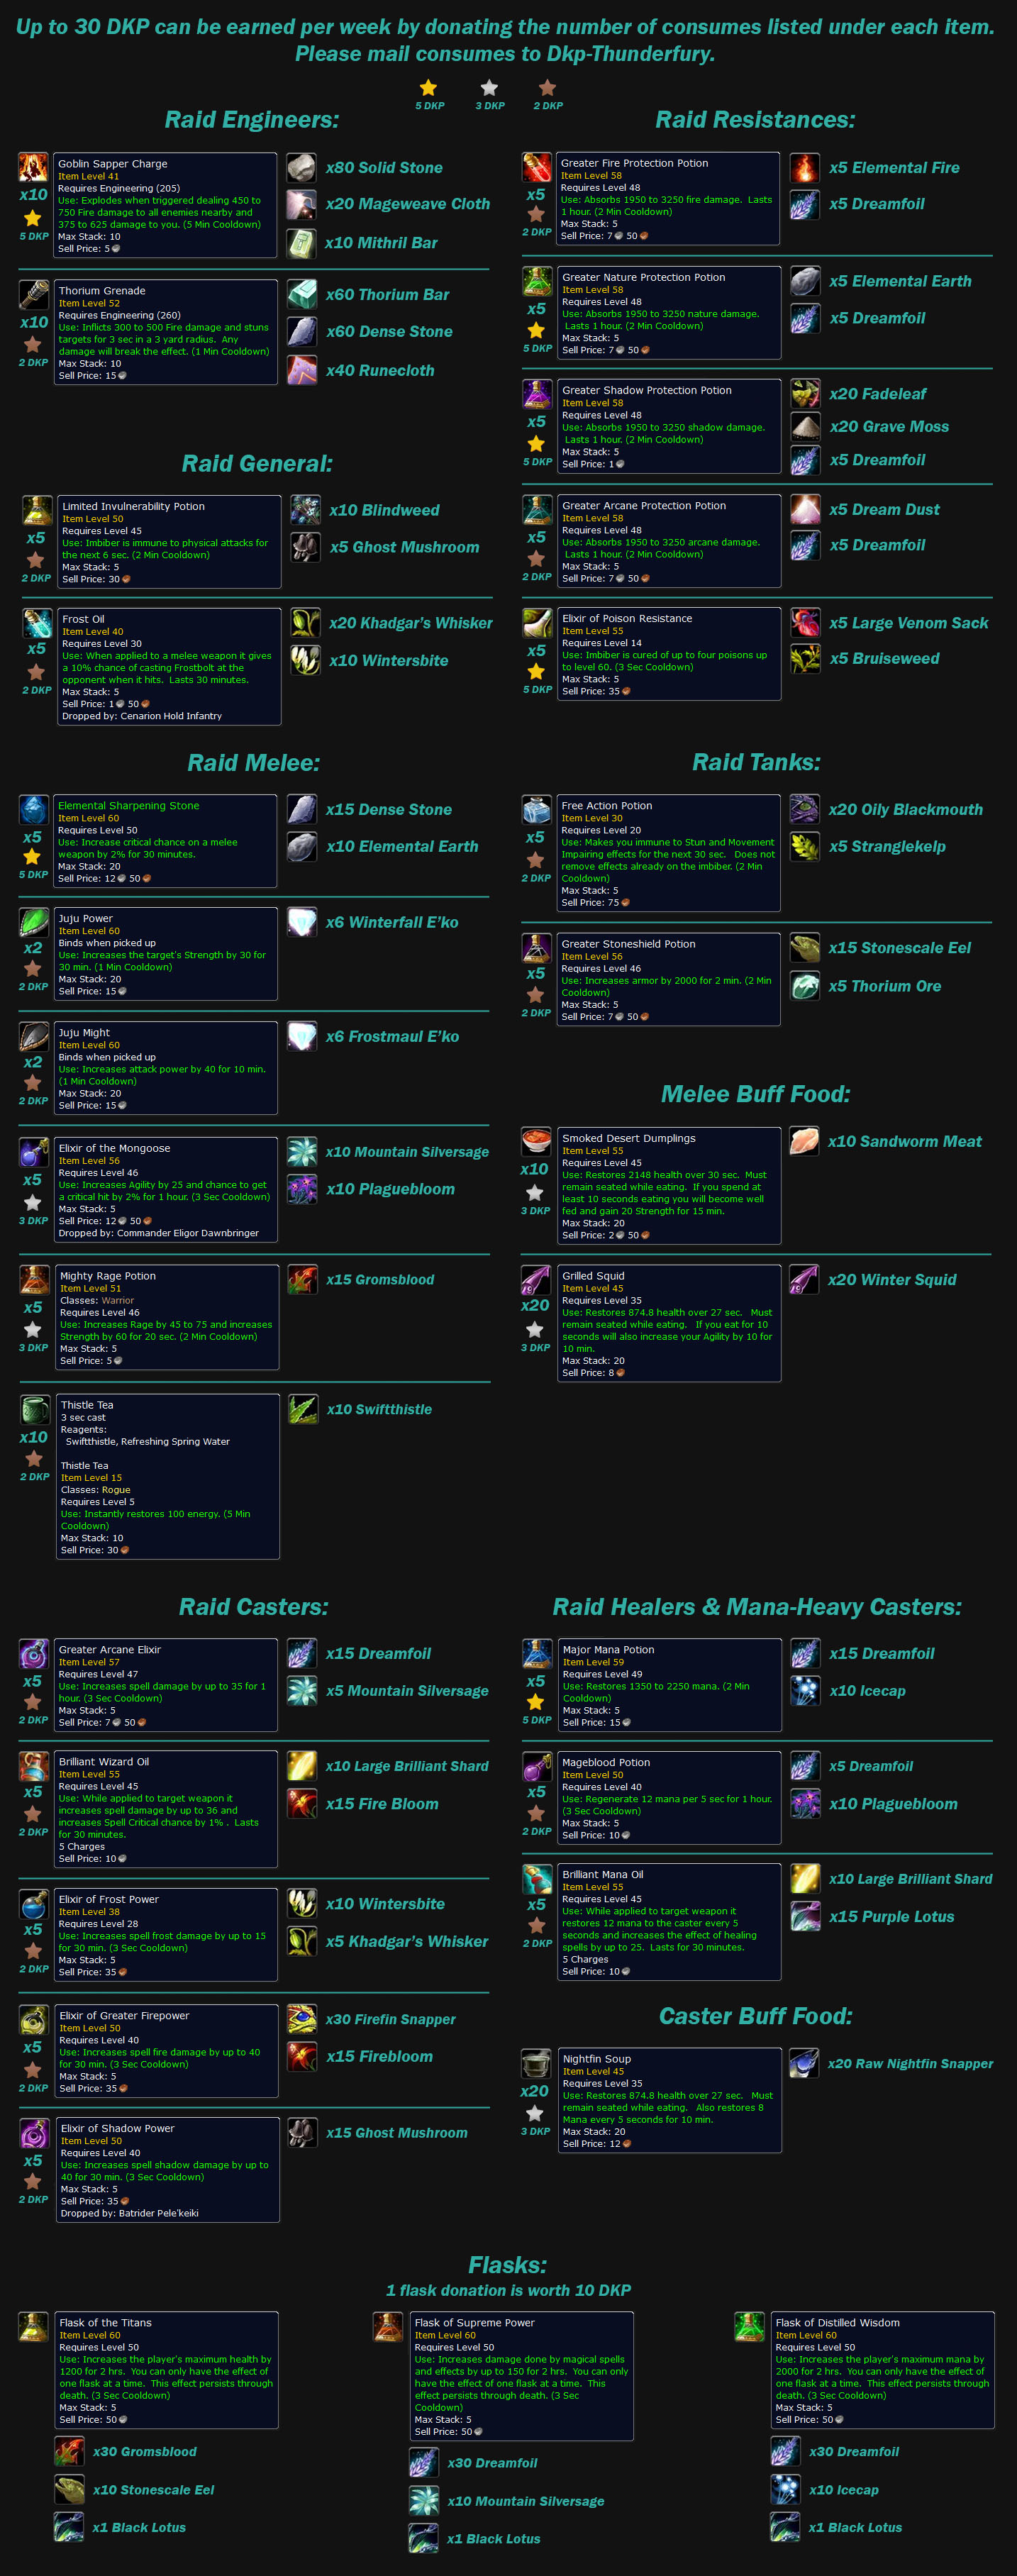 Up to 30 DKP can be earned per week by donating the number of consumes listed under each item.
Please mail consumes to Dkp-Thunderfury.
5 DKP
3 DKP
2 DKP
Raid Engineers:
x10
5 DKP
Goblin Sapper Charge
Item Level 41
Requires Engineering (205)
Use: Explodes when triggered dealing 450 to
750 Fire damage to all enemies nearby and
375 to 625 damage to you. (5 Min Cooldown)
Max Stack: 10
Sell Price: 5
x80 Solid Stone
x20 Mageweave Cloth
x10 Mithril Bar
x10
2 DKP
Thorium Grenade
Item Level 52
Requires Engineering (260)
Use: Inflicts 300 to 500 Fire damage and stuns
targets for 3 sec in a 3 yard radius. Any
damage will break the effect. (1 Min Cooldown)
Max Stack: 10
Sell Price: 15
x60 Thorium Bar
x60 Dense Stone
x40 Runecloth
Raid Resistances:
x5
2 DKP
Greater Fire Protection Potion
Item Level 58
Requires Level 48
Use: Absorbs 1950 to 3250 fire damage. Lasts
1 hour. (2 Min Cooldown)
Max Stack: 5
Sell Price: 7 50
x5 Elemental Fire
x5 Dreamfoil
x5
5 DKP
Greater Nature Protection Potion
Item Level 58
Requires Level 48
Use: Absorbs 1950 to 3250 nature damage.
Lasts 1 hour. (2 Min Cooldown)
Max Stack: 5
Sell Price: 7 50
x5 Elemental Earth
x5 Dreamfoil
x5
5 DKP
Greater Shadow Protection Potion
Item Level 58
Requires Level 48
Use: Absorbs 1950 to 3250 shadow damage.
Lasts 1 hour. (2 Min Cooldown)
Max Stack: 5
Sell Price: 1
x20 Fadeleaf
x20 Grave Moss
x5 Dreamfoil
x5
2 DKP
Greater Arcane Protection Potion
Item Level 58
Requires Level 48
Use: Absorbs 1950 to 3250 arcane damage.
Lasts 1 hour. (2 Min Cooldown)
Max Stack: 5
Sell Price: 7 50
x5 Dream Dust
x5 Dreamfoil
x5
5 DKP
Elixir of Poison Resistance
Item Level 55
Requires Level 14
Use: Imbiber is cured of up to four poisons up
to level 60. (3 Sec Cooldown)
Max Stack: 5
Sell Price: 35
x5 Large Venom Sack
x5 Bruiseweed
Raid General:
x5
2 DKP
Limited Invulnerability Potion
Item Level 50
Requires Level 45
Use: Imbiber is immune to physical attacks for
the next 6 sec. (2 Min Cooldown)
Max Stack: 5
Sell Price: 30
x10 Blindweed
x5 Ghost Mushroom
x5
2 DKP
Frost Oil
Item Level 40
Requires Level 30
Use: When applied to a melee weapon it gives
a 10% chance of casting Frostbolt at the
opponent when it hits. Lasts 30 minutes.
Max Stack: 5
Sell Price: 1 50
Dropped by: Cenarion Hold Infantry
x20 Khadgar's Whisker
x10 Wintersbite
Raid Melee:
x5
5 DKP
Elemental Sharpening Stone
Item Level 60
Requires Level 50
Use: Increase critical chance on a melee
weapon by 2% for 30 minutes.
Max Stack: 20
Sell Price: 12 50
x15 Dense Stone
x10 Elemental Earth
x2
2 DKP
Juju Power
Item Level 60
Binds when picked up
Use: Increases the target's Strength by 30 for
30 min. (1 Min Cooldown)
Max Stack: 20
Sell Price: 15
x6 Winterfall E'ko
x2
2 DKP
Juju Might
Item Level 60
Binds when picked up
Use: Increases attack power by 40 for 10 min.
(1 Min Cooldown)
Max Stack: 20
Sell Price: 15
x6 Frostmaul E'ko
x5
3 DKP
Elixir of the Mongoose
Item Level 56
Requires Level 46
Use: Increases Agility by 25 and chance to get
a critical hit by 2% for 1 hour. (3 Sec Cooldown)
Max Stack: 5
Sell Price: 12 50
Dropped by: Commander Eligor Dawnbringer
x10 Mountain Silversage
x10 Plaguebloom
x5
3 DKP
Mighty Rage Potion
Item Level 51
Classes: Warrior
Requires Level 46
Use: Increases Rage by 45 to 75 and increases
Strength by 60 for 20 sec. (2 Min Cooldown)
Max Stack: 5
Sell Price: 5
x15 Gromsblood
x10
2 DKP
Thistle Tea
3 sec cast
Reagents:
Swiftthistle, Refreshing Spring Water
Thistle Tea
Item Level 15
Classes: Rogue
Requires Level 5
Use: Instantly restores 100 energy. (5 Min
Cooldown)
Max Stack: 10
Sell Price: 30
x10 Swiftthistle
Raid Tanks:
x5
2 DKP
Free Action Potion
Item Level 30
Requires Level 20
Use: Makes you immune to Stun and Movement
Impairing effects for the next 30 sec. Does not
remove effects already on the imbiber. (2 Min
Cooldown)
Max Stack: 5
Sell Price: 75
x20 Oily Blackmouth
x5 Stranglekelp
x5
2 DKP
Greater Stoneshield Potion
Item Level 56
Requires Level 46
Use: Increases armor by 2000 for 2 min. (2 Min
Cooldown)
Max Stack: 5
Sell Price: 7 50
x15 Stonescale Eel
x5 Thorium Ore
Melee Buff Food:
x10
3 DKP
Smoked Desert Dumplings
Item Level 55
Requires Level 45
Use: Restores 2148 health over 30 sec. Must
remain seated while eating. If you spend at
least 10 seconds eating you will become well
fed and gain 20 Strength for 15 min.
Max Stack: 20
Sell Price: 2 50
x10 Sandworm Meat
x20
3 DKP
Grilled Squid
Item Level 45
Requires Level 35
Use: Restores 874.8 health over 27 sec. Must
remain seated while eating. If you eat for 10
seconds will also increase your Agility by 10 for
10 min.
Max Stack: 20
Sell Price: 8
x20 Winter Squid
Raid Casters:
x5
2 DKP
Greater Arcane Elixir
Item Level 57
Requires Level 47
Use: Increases spell damage by up to 35 for 1
hour. (3 Sec Cooldown)
Max Stack: 5
Sell Price: 7 50
x15 Dreamfoil
x5 Mountain Silversage
x5
2 DKP
Brilliant Wizard Oil
Item Level 55
Requires Level 45
Use: While applied to target weapon it
increases spell damage by up to 36 and
increases Spell Critical chance by 1% . Lasts
for 30 minutes.
5 Charges
Sell Price: 10
x10 Large Brilliant Shard
x15 Fire Bloom
x5
2 DKP
Elixir of Frost Power
Item Level 38
Requires Level 28
Use: Increases spell frost damage by up to 15
for 30 min. (3 Sec Cooldown)
Max Stack: 5
Sell Price: 35
x10 Wintersbite
x5 Khadgar's Whisker
x5
2 DKP
Elixir of Greater Firepower
Item Level 50
Requires Level 40
Use: Increases spell fire damage by up to 40
for 30 min. (3 Sec Cooldown)
Max Stack: 5
Sell Price: 35
x30 Firefin Snapper
x15 Firebloom
x5
2 DKP
Elixir of Shadow Power
Item Level 50
Requires Level 40
Use: Increases spell shadow damage by up to
40 for 30 min. (3 Sec Cooldown)
Max Stack: 5
Sell Price: 35
Dropped by: Batrider Pele'keiki
x15 Ghost Mushroom
Raid Healers & Mana-Heavy Casters:
x5
5 DKP
Major Mana Potion
Item Level 59
Requires Level 49
Use: Restores 1350 to 2250 mana. (2 Min
Cooldown)
Max Stack: 5
Sell Price: 15
x15 Dreamfoil
x10 Icecap
x5
2 DKP
Mageblood Potion
Item Level 50
Requires Level 40
Use: Regenerate 12 mana per 5 sec for 1 hour.
(3 Sec Cooldown)
Max Stack: 5
Sell Price: 10
x5 Dreamfoil
x10 Plaguebloom
x5
2 DKP
Brilliant Mana Oil
Item Level 55
Requires Level 45
Use: While applied to target weapon it
restores 12 mana to the caster every 5
seconds and increases the effect of healing
spells by up to 25. Lasts for 30 minutes.
5 Charges
Sell Price: 10
x10 Large Brilliant Shard
x15 Purple Lotus
Caster Buff Food:
x20
3 DKP
Nightfin Soup
Item Level 45
Requires Level 35
Use: Restores 874.8 health over 27 sec. Must
remain seated while eating. Also restores 8
Mana every 5 seconds for 10 min.
Max Stack: 20
Sell Price: 12
x20 Raw Nightfin Snapper
Flasks:
1 flask donation is worth 10 DKP
Flask of the Titans
Item Level 60
Requires Level 50
Use: Increases the player's maximum health by
1200 for 2 hrs. You can only have the effect of
one flask at a time. This effect persists through
death. (3 Sec Cooldown)
Max Stack: 5
Sell Price: 50
x30 Gromsblood
x10 Stonescale Eel
x1 Black Lotus
Flask of Supreme Power
Item Level 60
Requires Level 50
Use: Increases damage done by magical spells
and effects by up to 150 for 2 hrs. You can only
have the effect of one flask at a time. This
effect persists through death. (3 Sec
Cooldown)
Max Stack: 5
Sell Price: 50
x30 Dreamfoil
x10 Mountain Silversage
x1 Black Lotus
Flask of Distilled Wisdom
Item Level 60
Requires Level 50
Use: Increases the player's maximum mana by
2000 for 2 hrs. You can only have the effect of
one flask at a time. This effect persists through
death. (3 Sec Cooldown)
Max Stack: 5
Sell Price: 50
x30 Dreamfoil
x10 Icecap
x1 Black Lotus